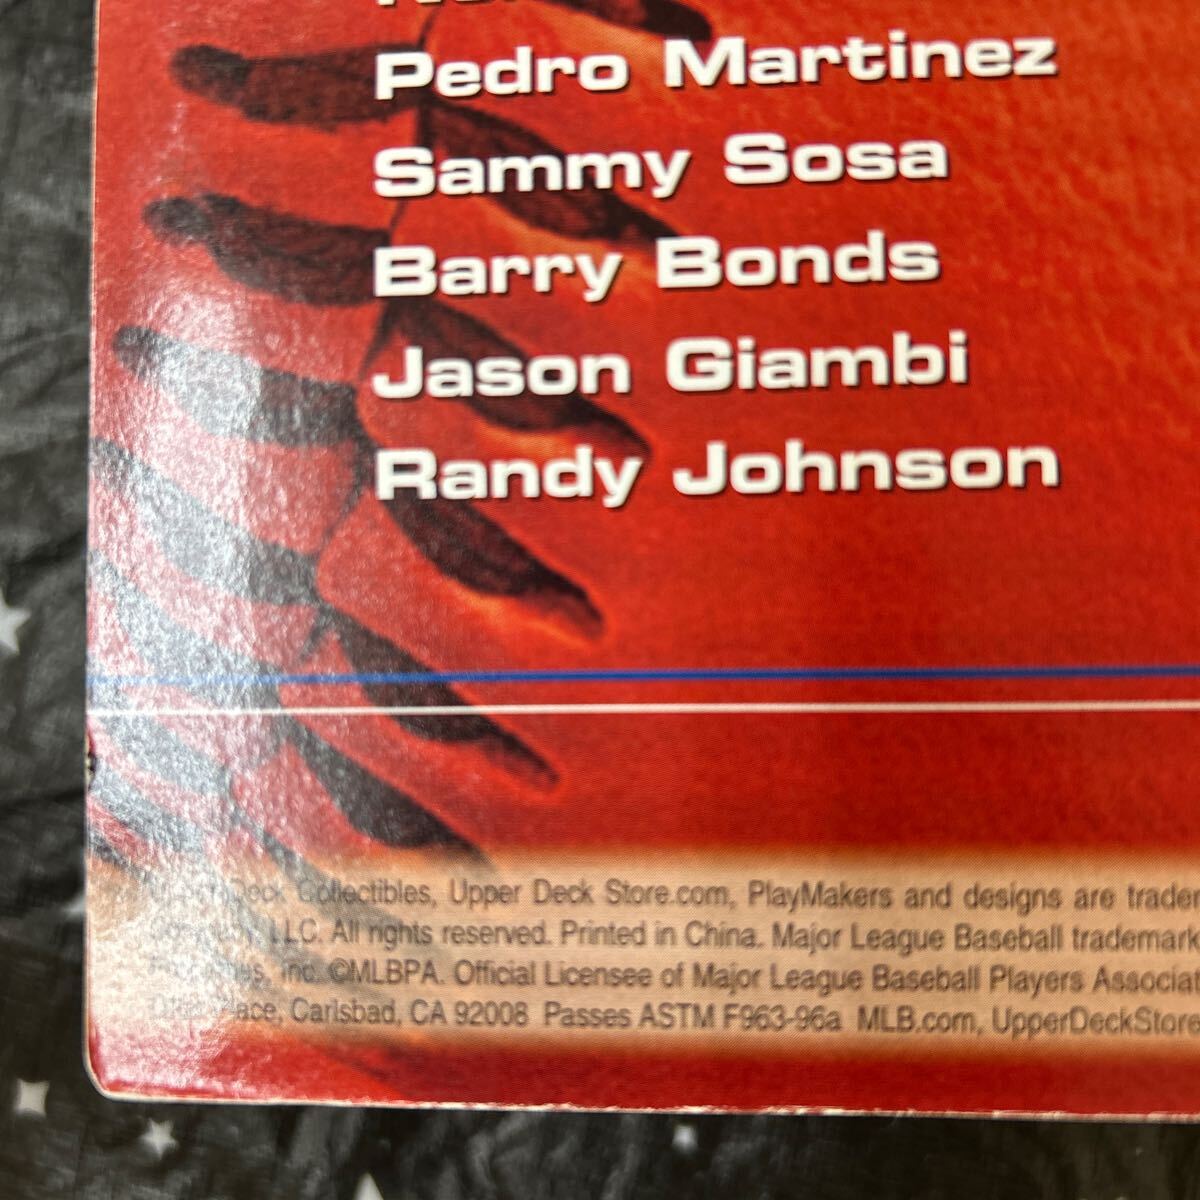 Pedro Martinez
Sammy Sosa
Barry Bonds
Jason Giambi
Randy Johnson
Deck Collectibles, Upper Deck Store.com, PlayMakers and designs are
LLC. All rights reserved. Printed in China. Major League Baseball trademark
Inc. ©MLBPA. Official Licensee of Major League Baseball Players
Place, Carlsbad, CA 92008 Passes ASTM F963-96a MLB.com, UpperDeckStore